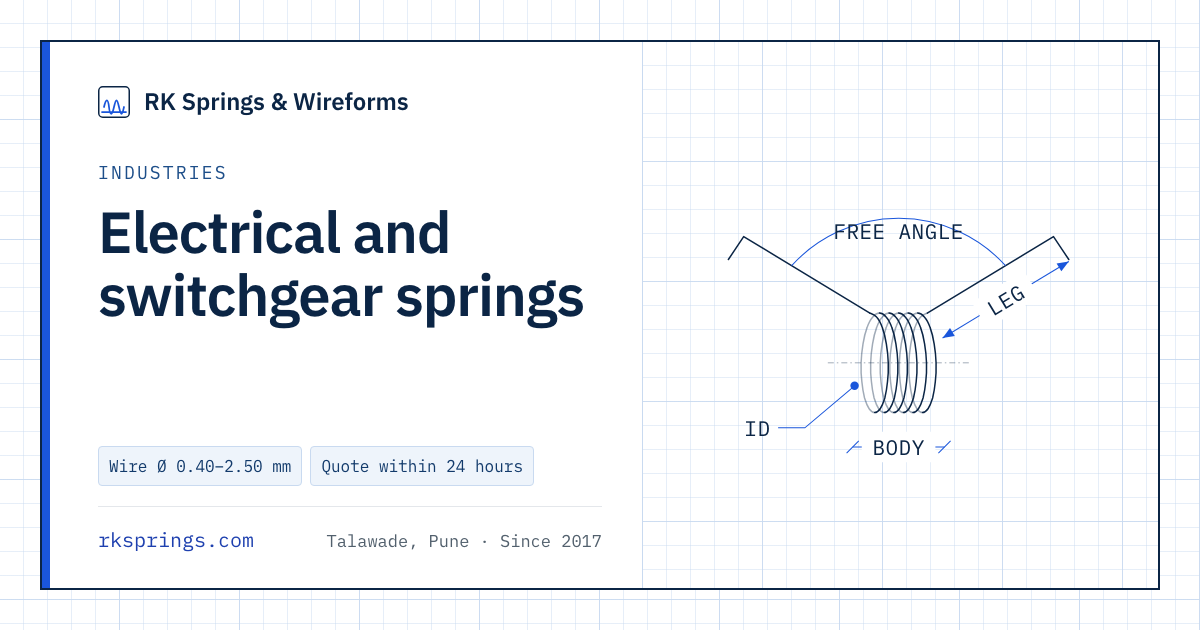 RK Springs & Wireforms
INDUSTRIES
Electrical and
switchgear springs
Wire Ø 0.40–2.50 mm
Quote within 24 hours
rksprings.com
Talawade, Pune · Since 2017
FREE ANGLE
LEG
ID
BODY